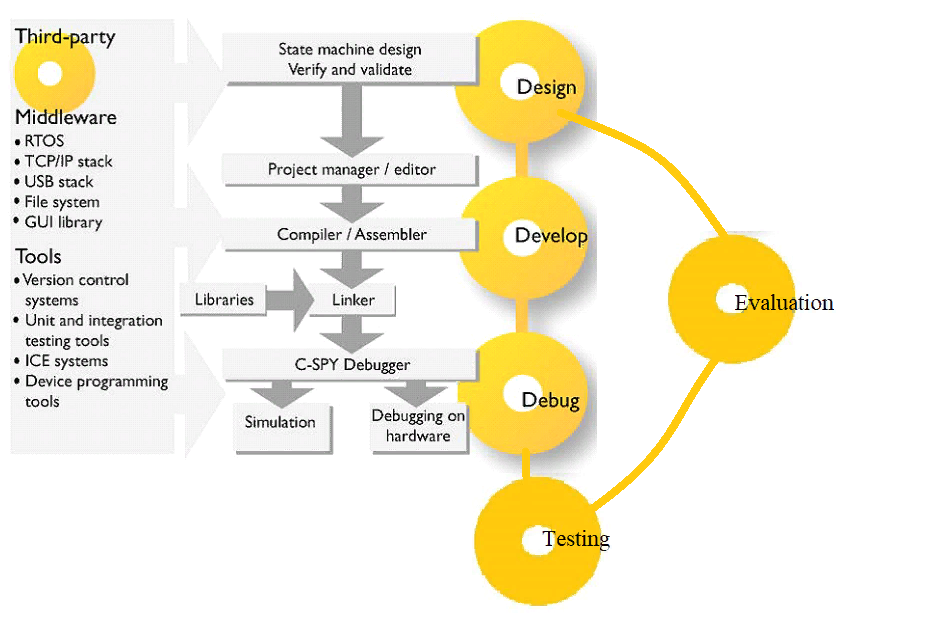 Third-party
Middleware
• RTOS
• TCP/IP stack
• USB stack
• File system
• GUI library
Tools
• Version control
systems
• Unit and integration
testing tools
• ICE systems
• Device programming
tools
State machine design
Verify and validate
Project manager / editor
Compiler / Assembler
Libraries
Linker
C-SPY Debugger
Simulation
Debugging on
hardware
Design
Develop
Debug
Testing
Evaluation